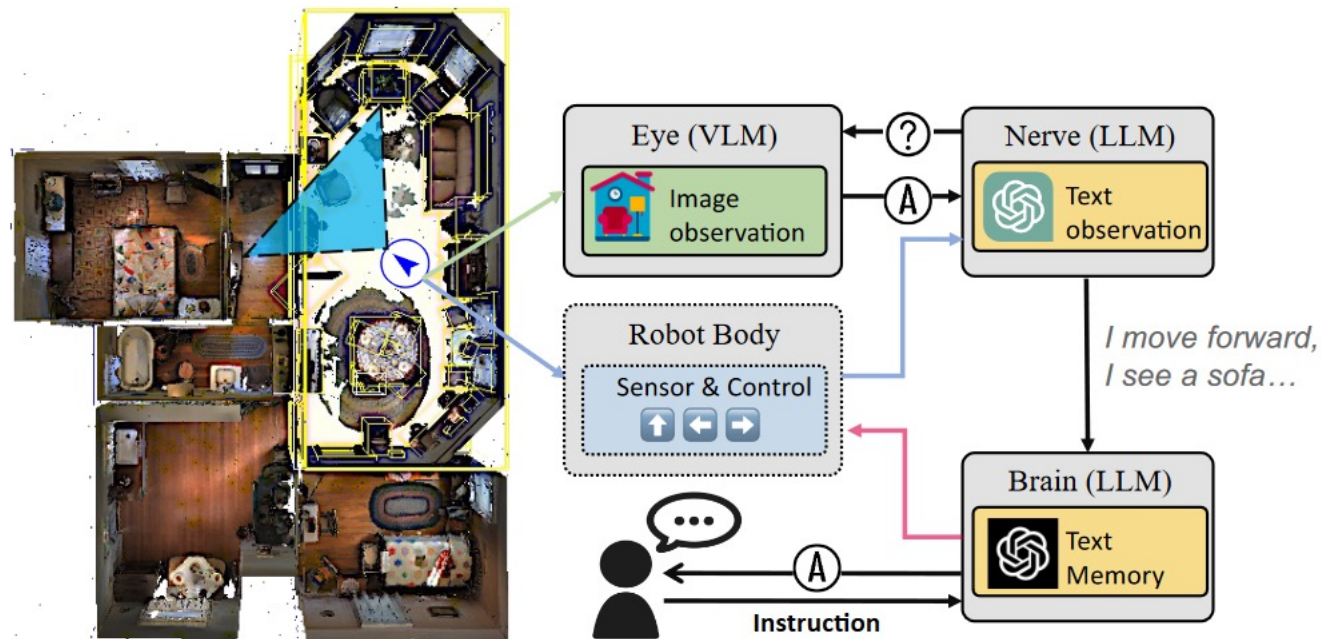 Eye (VLM)
Image
observation
?
A
Nerve (LLM)
Text
observation
Robot Body
Sensor & Control
I move forward,
I see a sofa…
Brain (LLM)
Text
Memory
...
A
Instruction